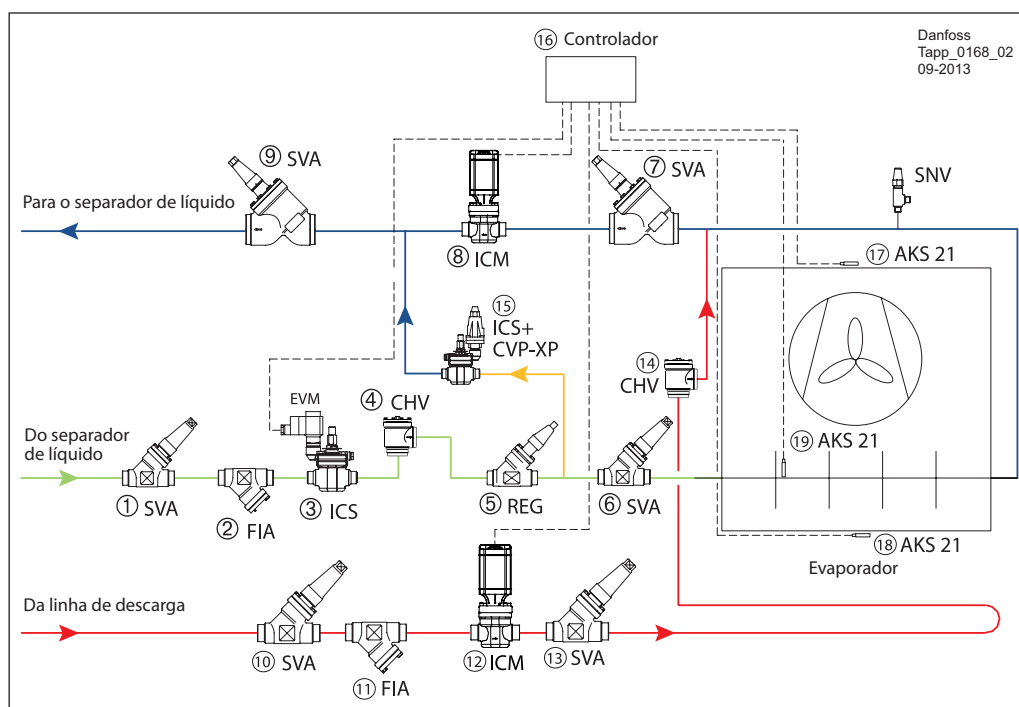 Danfoss
Tapp_0168_02
09-2013
⑯ Controlador
⑨ SVA
⑦ SVA
SNV
Para o separador de líquido
⑧ ICM
⑰ AKS 21
⑮
ICS+
CVP-XP
⑭
CHV
④ CHV
EVM
Do separador
de líquido
⑲ AKS 21
① SVA
② FIA
③ ICS
⑤ REG
⑥ SVA
⑱ AKS 21
Evaporador
Da linha de descarga
⑩ SVA
⑪ FIA
⑫ ICM
⑬ SVA